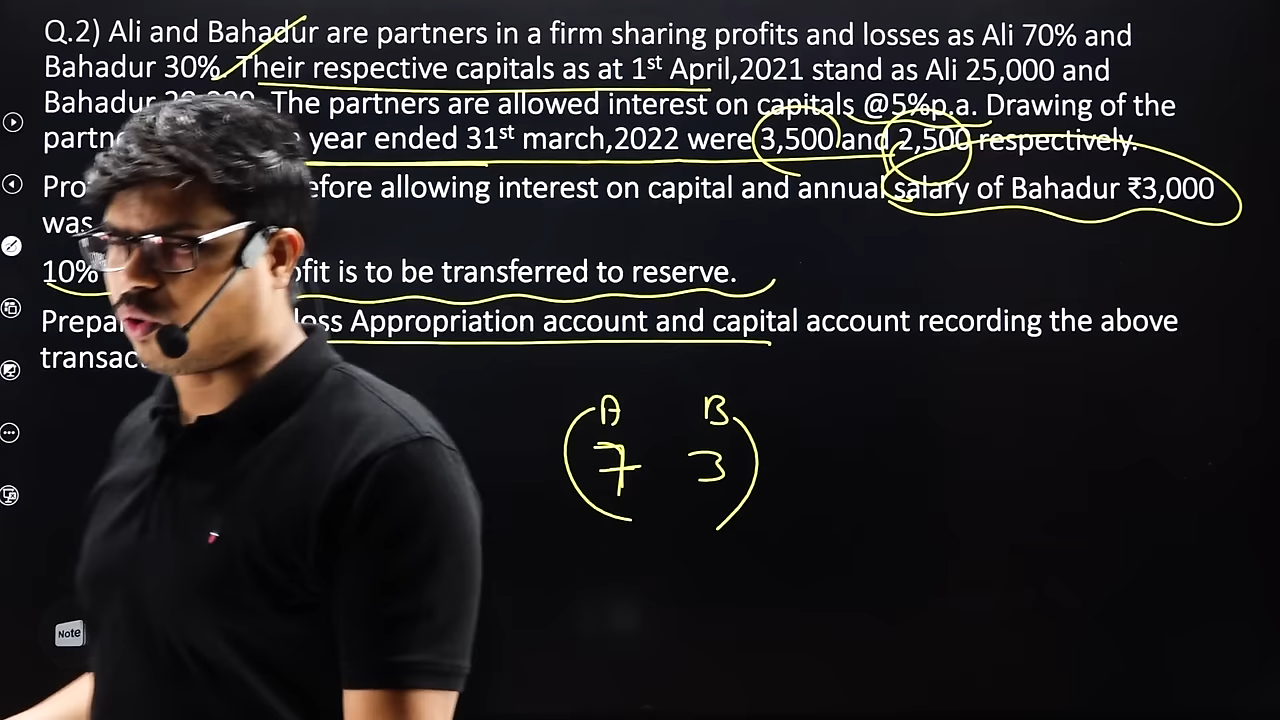 Q.2) Ali and Bahadur are partners in a firm sharing profits and losses as Ali 70% and
Bahadur 30%. Their respective capitals as at 1st April,2021 stand as Ali 25,000 and
Bahadur The partners are allowed interest on capitals @5%p.a. Drawing of the
year ended 31st march,2022 were 3,500 and 2,500 respectively.
before allowing interest on capital and annual salary of Bahadur ₹3,000
was
10% profit is to be transferred to reserve.
loss Appropriation account and capital account recording the above
A B
7 3
Note